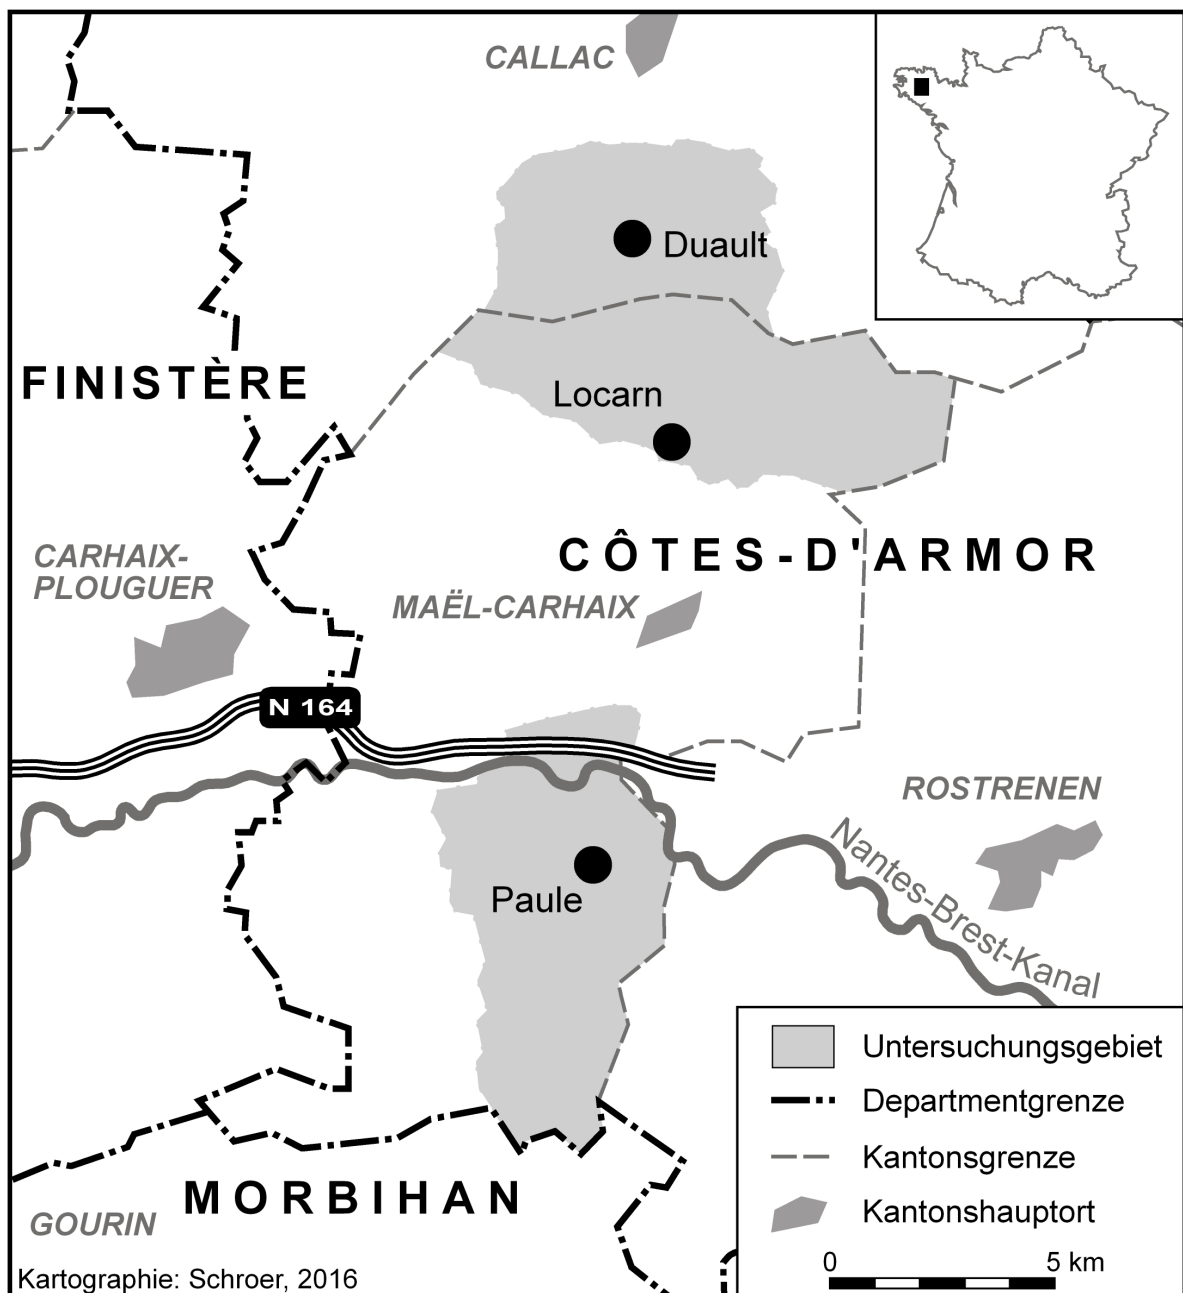 CALLAC
Duault
FINISTÈRE
Locarn
CÔTES-D'ARMOR
CARHAIX-
PLOUGUER
MAËL-CARHAIX
N 164
ROSTRENEN
Nantes-Brest-Kanal
Paule
MORBIHAN
GOURIN
Kartographie: Schroer, 2016
Untersuchungsgebiet
Departmentgrenze
Kantonsgrenze
Kantonshauptort
0 5 km